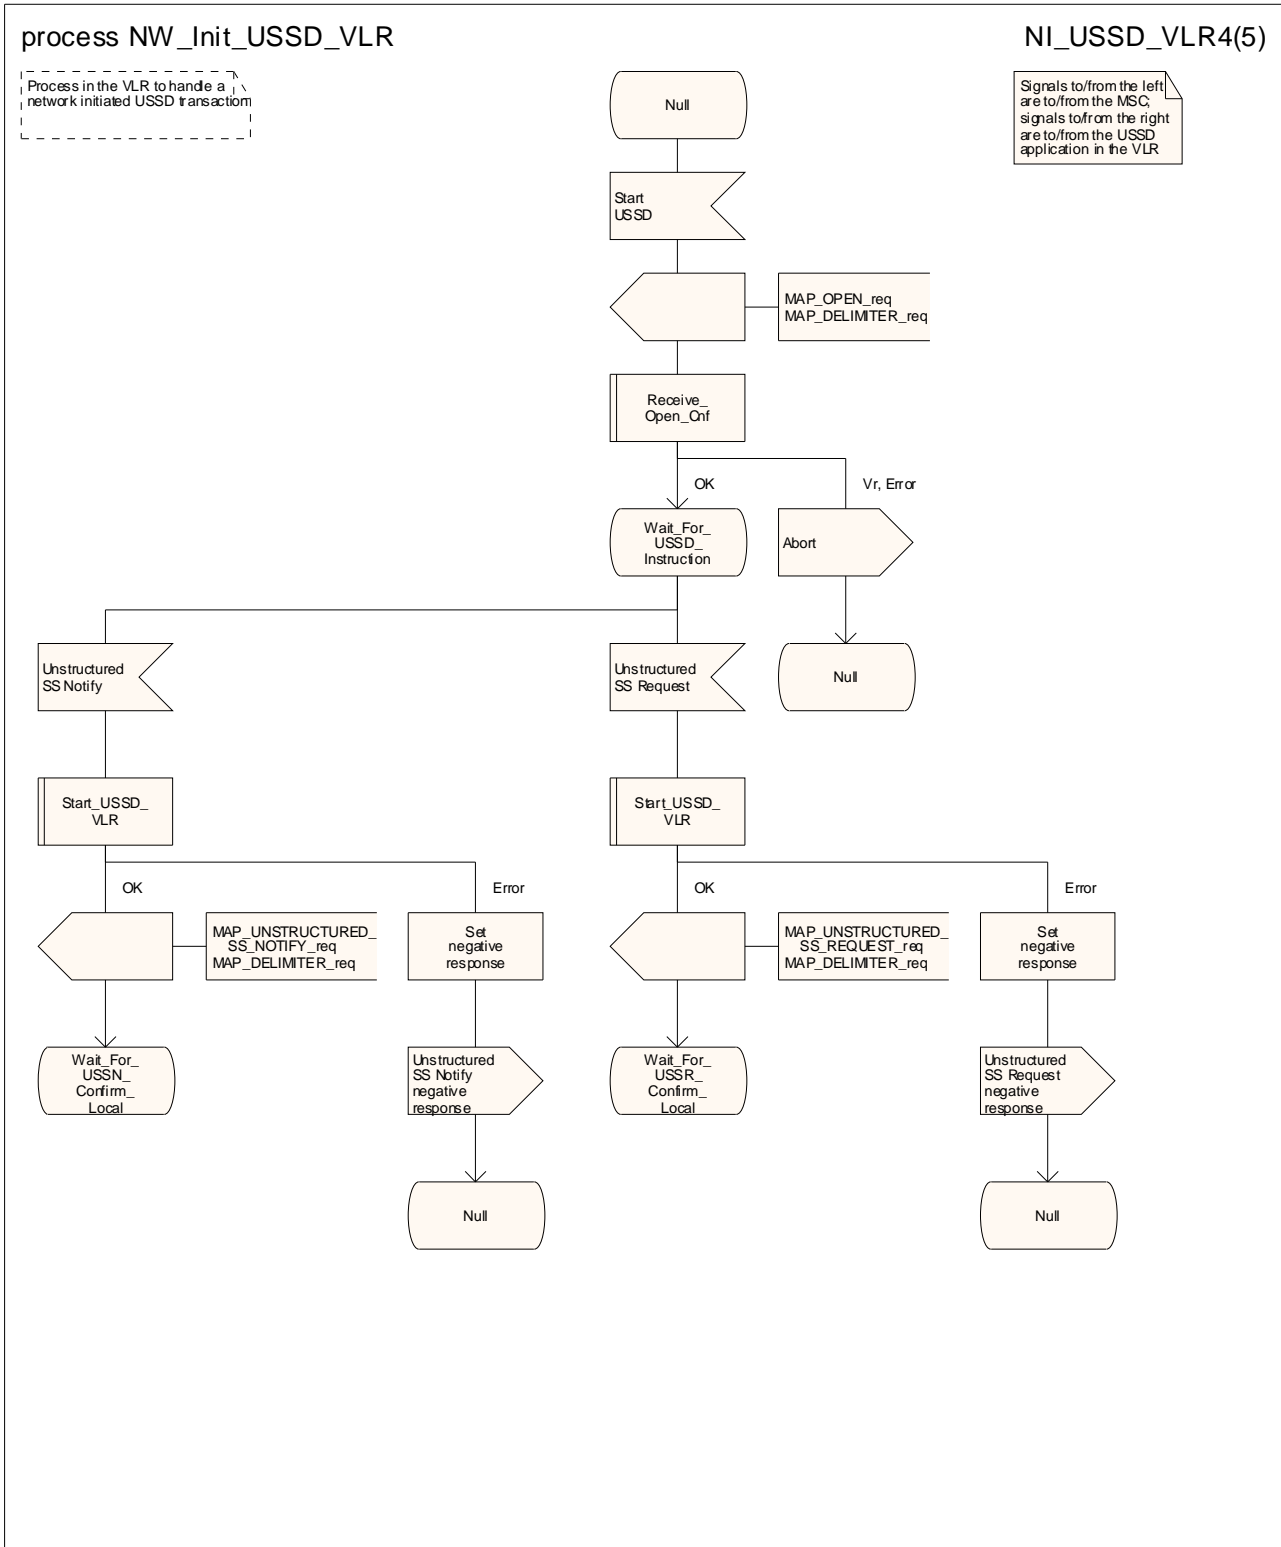 process NW_Init_USSD_VLR
NI_USSD_VLR4(5)
Process in the VLR to handle a
network initiated USSD transaction
Signals to/from the left
are to/from the MSC;
signals to/from the right
are to/from the USSD
application in the VLR
Null
Start
USSD
MAP_OPEN_req
MAP_DELIMITER_req
Receive_
Open_Cnf
OK
Vr, Error
Wait_For_
USSD_
Instruction
Abort
Unstructured
SS Notify
Unstructured
SS Request
Null
Start_USSD_
VLR
Start_USSD_
VLR
OK
Error
OK
Error
MAP_UNSTRUCTURED_
SS_NOTIFY_req
MAP_DELIMITER_req
Set
negative
response
MAP_UNSTRUCTURED_
SS_REQUEST_req
MAP_DELIMITER_req
Set
negative
response
Wait_For_
USSN_
Confirm_
Local
Unstructured
SS Notify
negative
response
Wait_For_
USSR_
Confirm_
Local
Unstructured
SS Request
negative
response
Null
Null